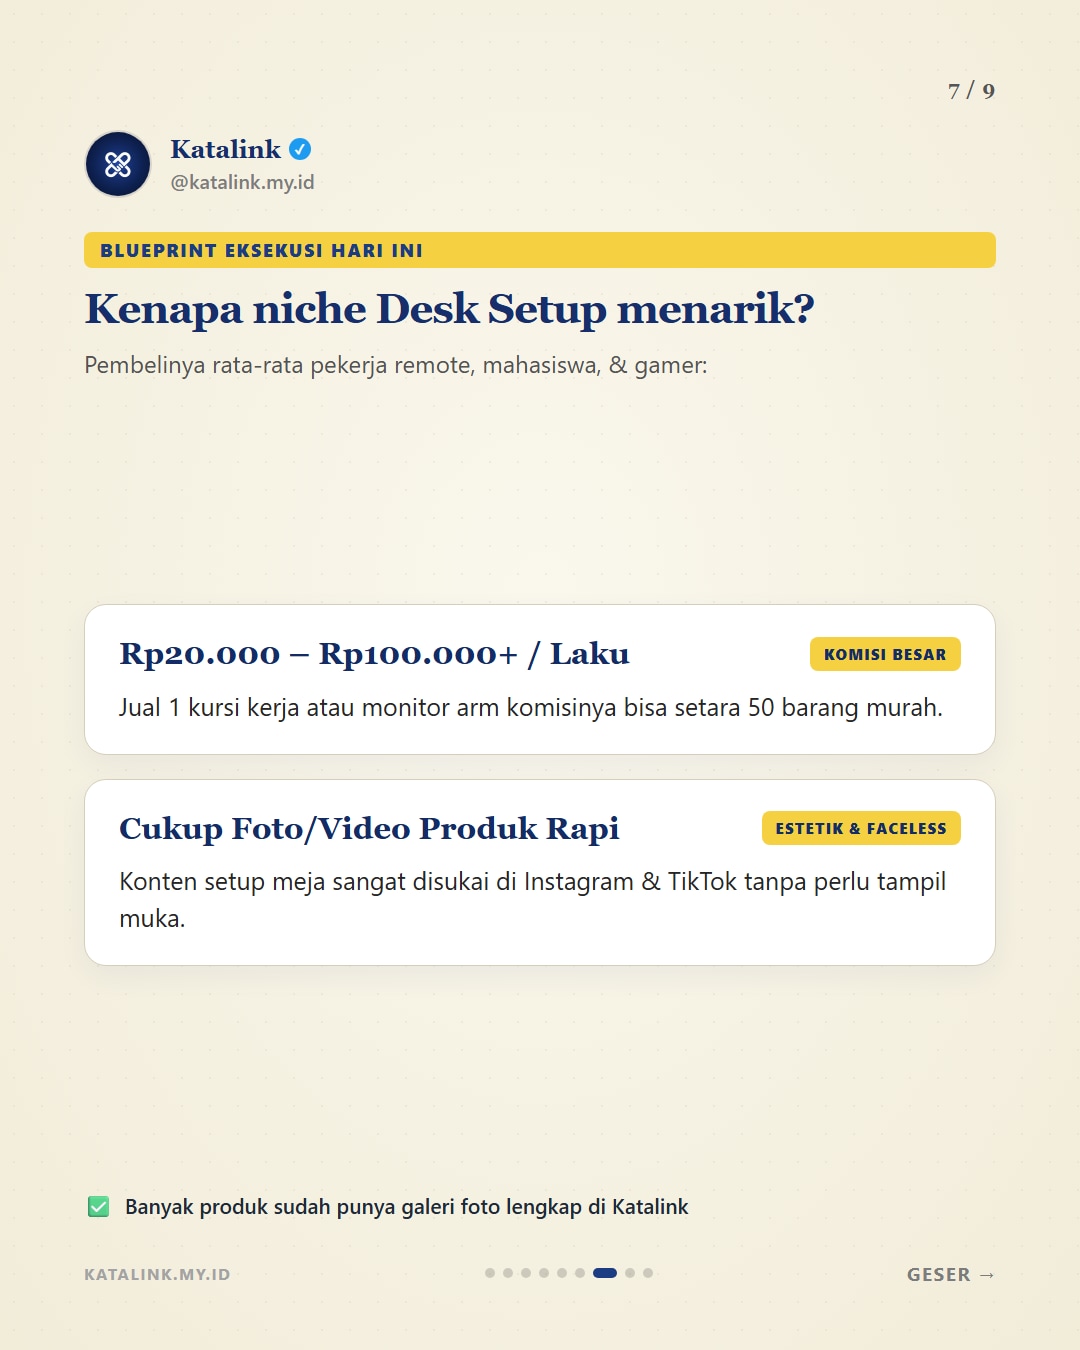 7 / 9
Katalink
@katalink.my.id
BLUEPRINT EKSEKUSI HARI INI
Kenapa niche Desk Setup menarik?
Pembelinya rata-rata pekerja remote, mahasiswa, & gamer:
Rp20.000 – Rp100.000+ / Laku
KOMISI BESAR
Jual 1 kursi kerja atau monitor arm komisinya bisa setara 50 barang murah.
Cukup Foto/Video Produk Rapi
ESTETIK & FACELESS
Konten setup meja sangat disukai di Instagram & TikTok tanpa perlu tampil
muka.
✅ Banyak produk sudah punya galeri foto lengkap di Katalink
KATALINK.MY.ID
GESER →